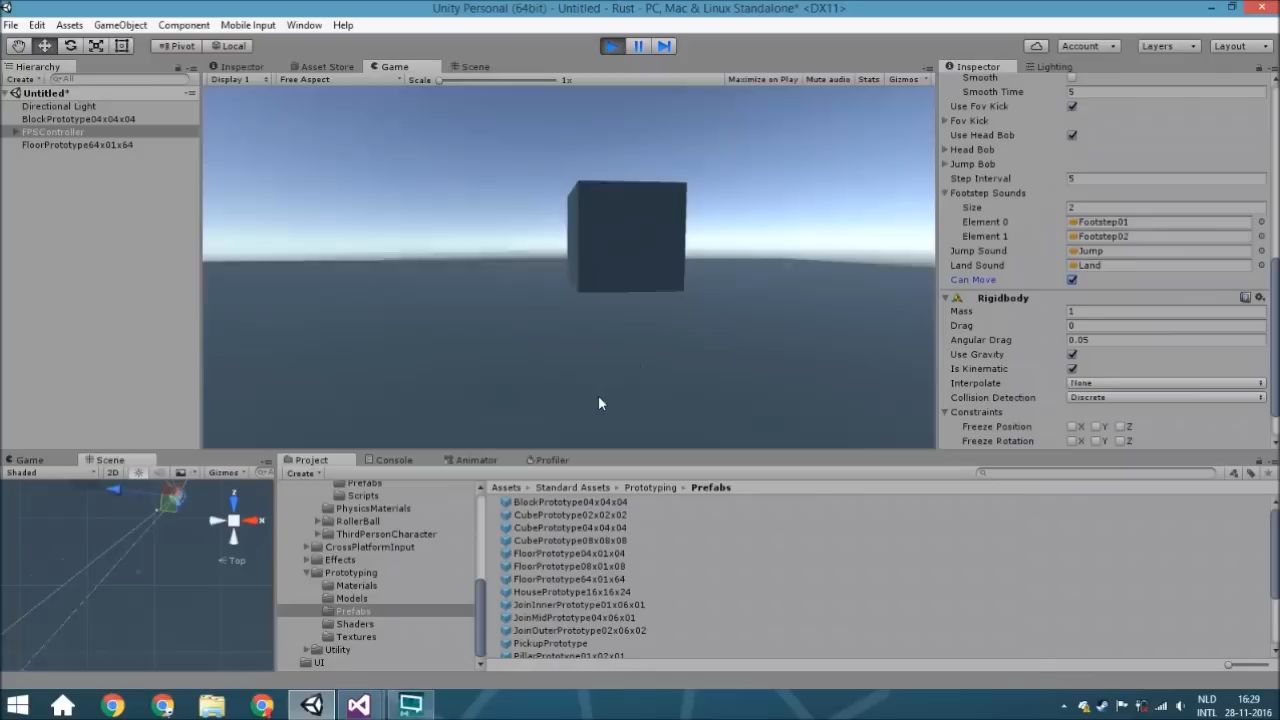 Unity Personal (64bit) - Untitled - Rust - PC, Mac & Linux Standalone* <DX11>
File Edit Assets GameObject Component Mobile Input Window Help
Pivot Local Account Layers Layout
Hierarchy
Create All
Untitled*
Directional Light
BlockPrototype04x04x04
FPSController
FloorPrototype64x01x64
Inspector Asset Store Game Scene
Display 1 Free Aspect Scale 1x Maximize on Play Mute audio Stats Gizmos
Inspector Lighting
Smooth
Smooth Time 5
Use Fov Kick
Fov Kick
Use Head Bob
Head Bob
Jump Bob
Step Interval 5
Footstep Sounds
Size 2
Element 0 Footstep01
Element 1 Footstep02
Jump Sound Jump
Land Sound Land
Can Move
Rigidbody
Mass 1
Drag 0
Angular Drag 0.05
Use Gravity
Is Kinematic
Interpolate None
Collision Detection Discrete
Constraints
Freeze Position X Y Z
Freeze Rotation X Y Z
Game Scene
Shaded 2D Gizmos
z
x
Top
Project Console Animator Profiler
Create
Prefabs
Scripts
PhysicsMaterials
RollerBall
ThirdPersonCharacter
CrossPlatformInput
Effects
Prototyping
Materials
Models
Prefabs
Shaders
Textures
Utility
UI
Assets Standard Assets Prototyping Prefabs
BlockPrototype04x04x04
CubePrototype02x02x02
CubePrototype04x04x04
CubePrototype08x08x08
FloorPrototype04x01x04
FloorPrototype08x01x08
FloorPrototype64x01x64
HousePrototype16x16x24
JoinInnerPrototype01x06x01
JoinMidPrototype04x06x01
JoinOuterPrototype02x06x02
PickupPrototype
PillarPrototype01x02x01
NLD 16:29
INTL 28-11-2016